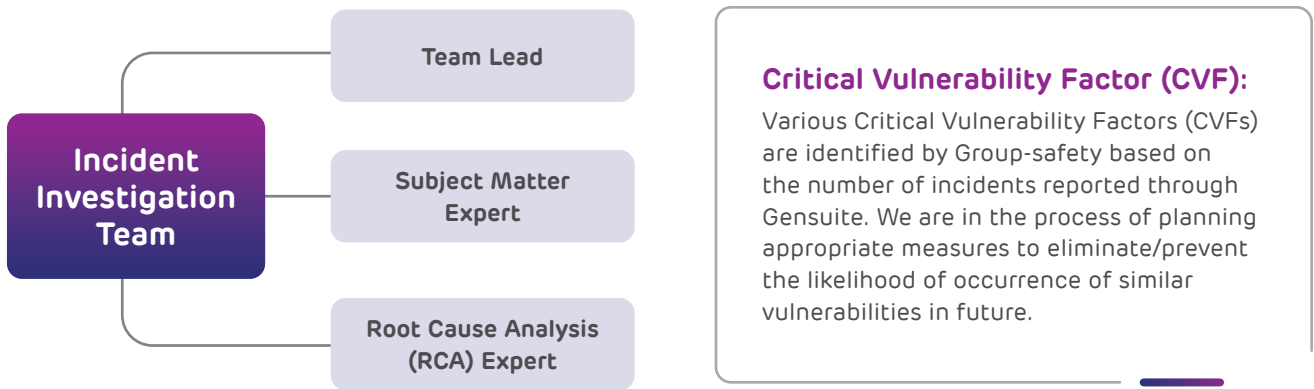 Team Lead
Incident
Investigation
Team
Subject Matter
Expert
Root Cause Analysis
(RCA) Expert
Critical Vulnerability Factor (CVF):
Various Critical Vulnerability Factors (CVFs)
are identified by Group-safety based on
the number of incidents reported through
Gensuite. We are in the process of planning
appropriate measures to eliminate/prevent
the likelihood of occurrence of similar
vulnerabilities in future.